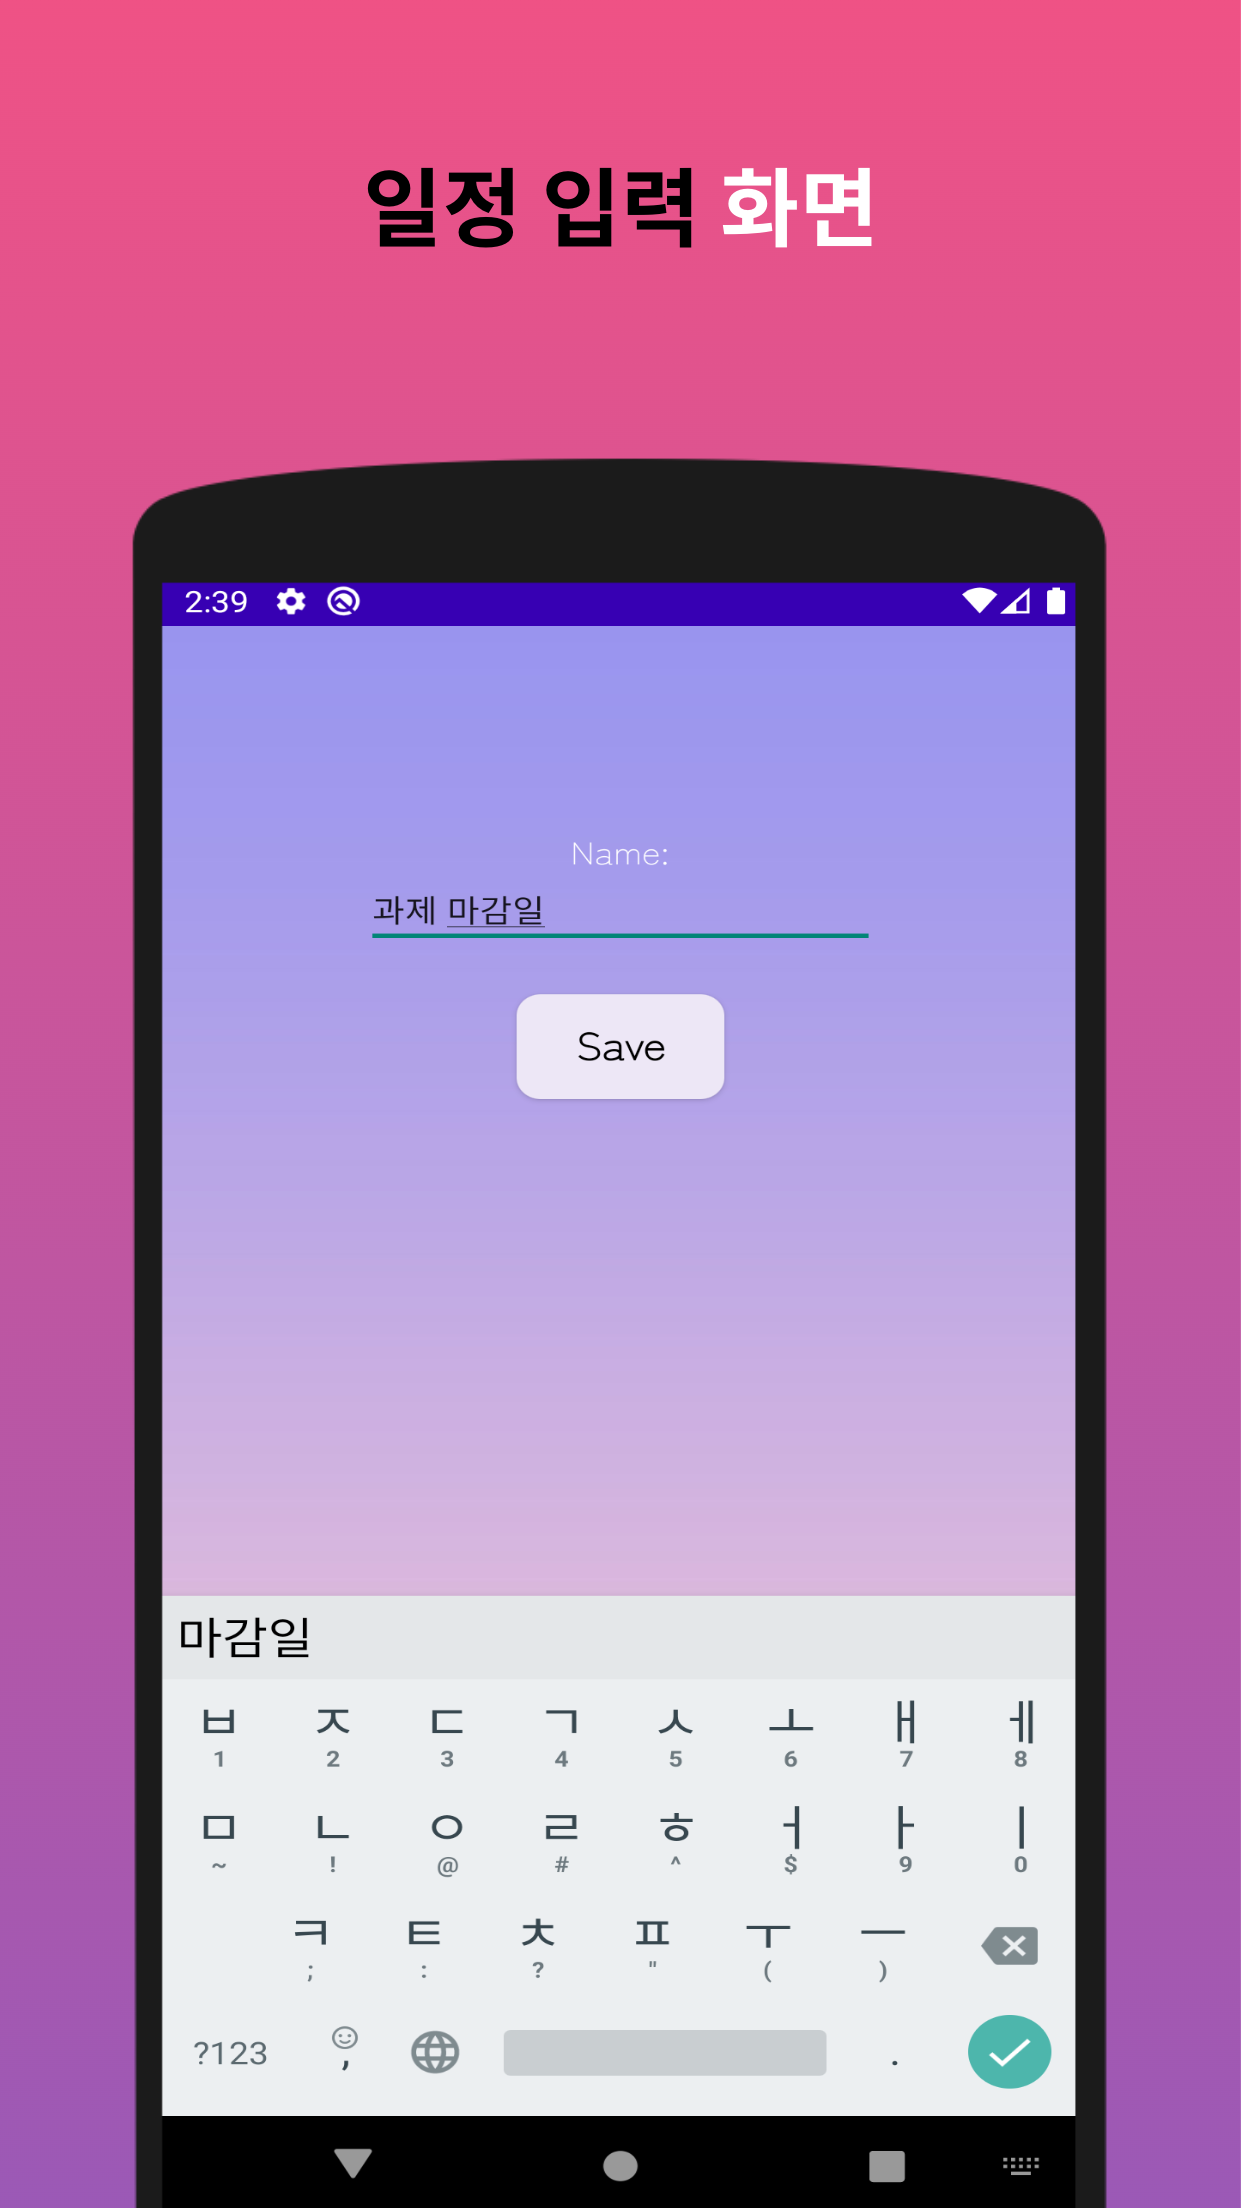 일정 입력 화면
2:39
Name:
과제 마감일
Save
마감일
ㅂ ㅈ ㄷ ㄱ ㅅ ㅗ ㅐ ㅔ
1 2 3 4 5 6 7 8
ㅁ ㄴ ㅇ ㄹ ㅎ ㅓ ㅏ ㅣ
~ ! @ # ^ $ 9 0
ㅋ ㅌ ㅊ ㅍ ㅜ ㅡ
; : ? " ( )
?123 , .